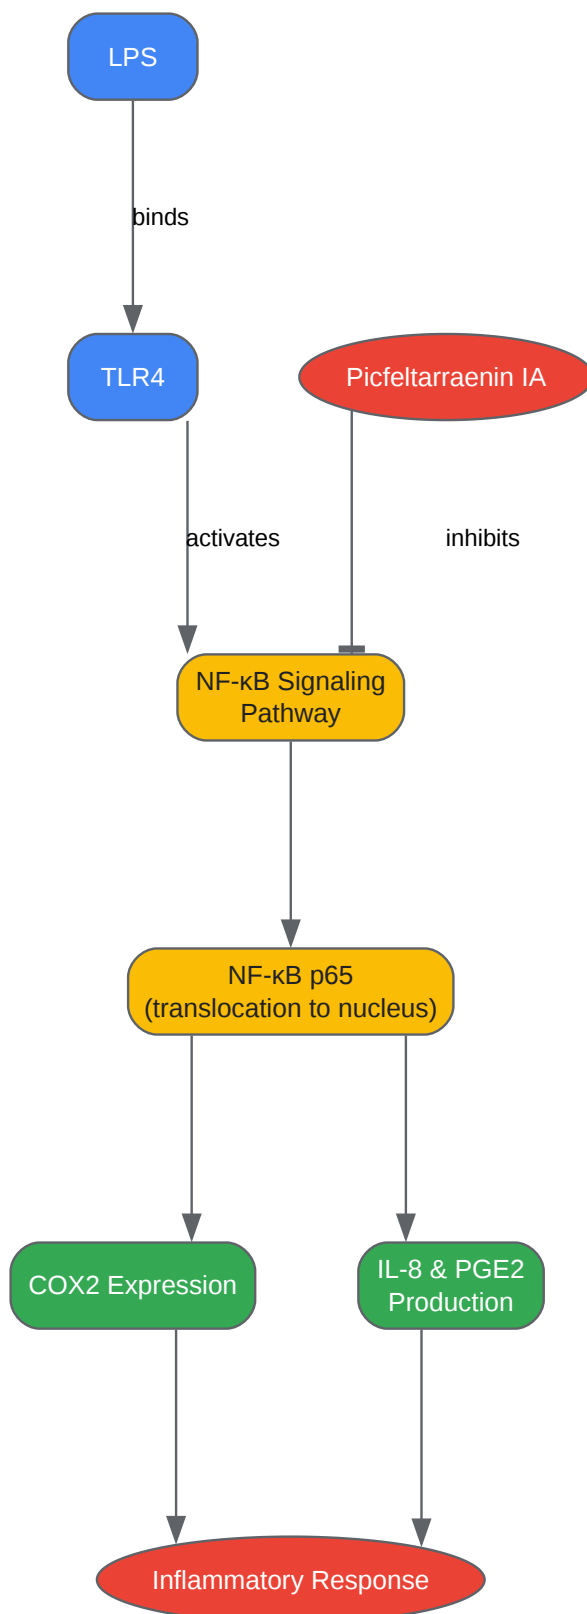 LPS
binds
TLR4
Picfeltarraenin IA
activates
inhibits
NF-κB Signaling
Pathway
NF-κB p65
(translocation to nucleus)
COX2 Expression
IL-8 & PGE2
Production
Inflammatory Response